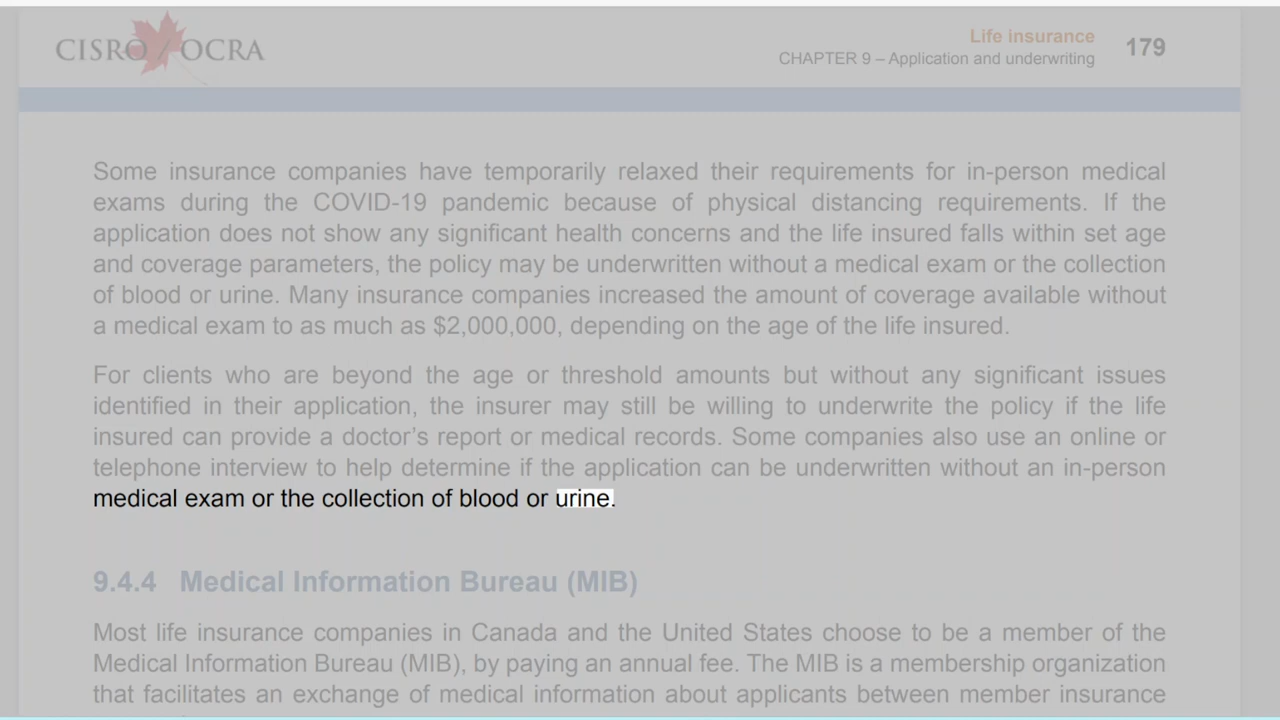 CISRO / OCRA
Life insurance
CHAPTER 9 – Application and underwriting
179
Some insurance companies have temporarily relaxed their requirements for in-person medical
exams during the COVID-19 pandemic because of physical distancing requirements. If the
application does not show any significant health concerns and the life insured falls within set age
and coverage parameters, the policy may be underwritten without a medical exam or the collection
of blood or urine. Many insurance companies increased the amount of coverage available without
a medical exam to as much as $2,000,000, depending on the age of the life insured.
For clients who are beyond the age or threshold amounts but without any significant issues
identified in their application, the insurer may still be willing to underwrite the policy if the life
insured can provide a doctor’s report or medical records. Some companies also use an online or
telephone interview to help determine if the application can be underwritten without an in-person
medical exam or the collection of blood or urine.
9.4.4 Medical Information Bureau (MIB)
Most life insurance companies in Canada and the United States choose to be a member of the
Medical Information Bureau (MIB), by paying an annual fee. The MIB is a membership organization
that facilitates an exchange of medical information about applicants between member insurance